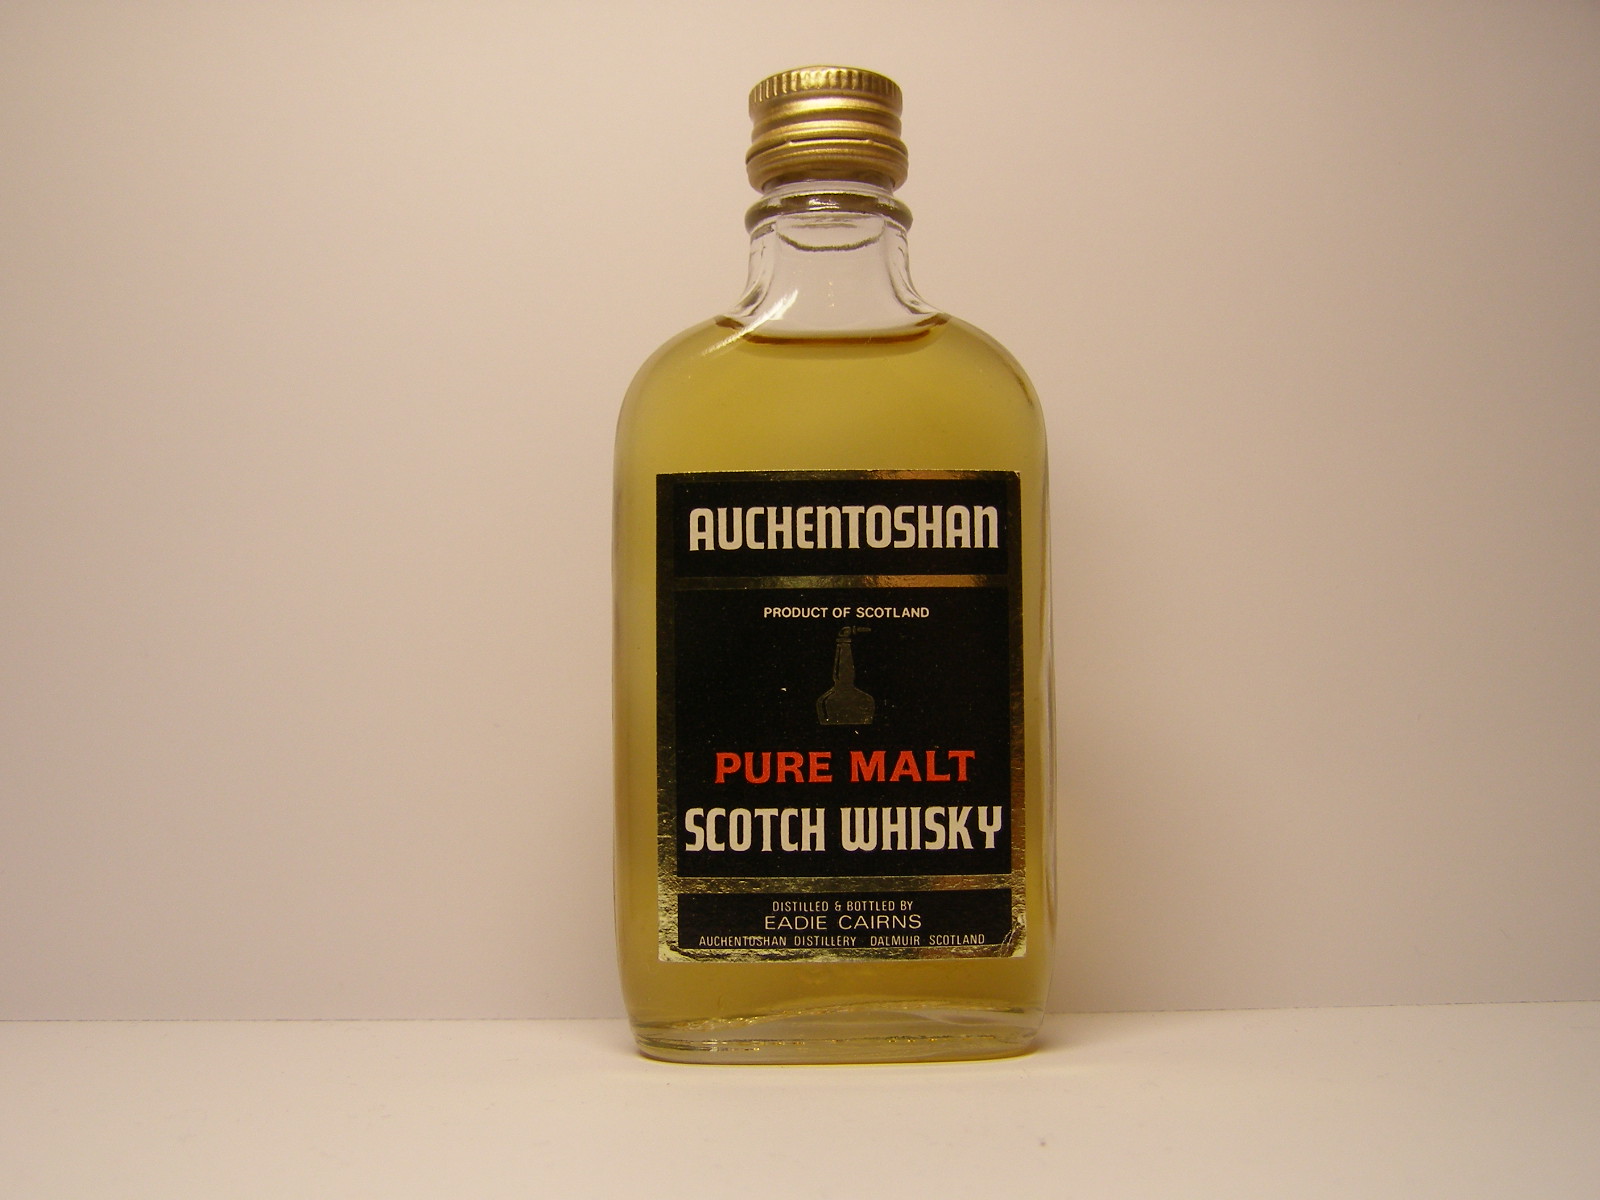 AUCHENTOSHAN
PRODUCT OF SCOTLAND
PURE MALT
SCOTCH WHISKY
DISTILLED & BOTTLED BY
EADIE CAIRNS
AUCHENTOSHAN DISTILLERY DALMUIR SCOTLAND